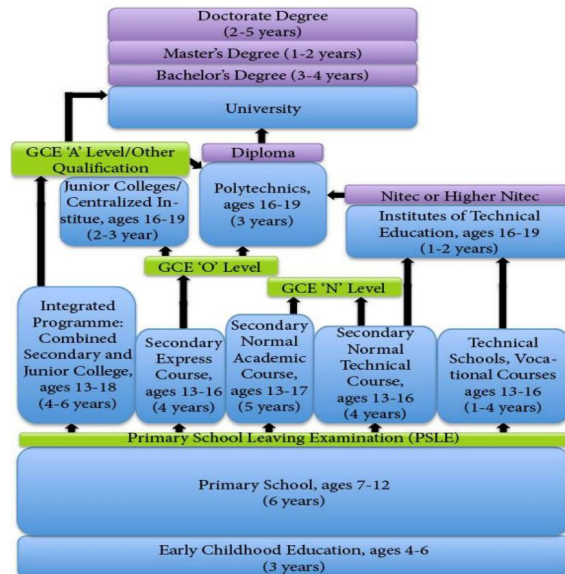 Doctorate Degree
(2-5 years)
Master's Degree (1-2 years)
Bachelor's Degree (3-4 years)
University
GCE 'A' Level/Other
Qualification
Diploma
Junior Colleges/
Centralized In-
stitue, ages 16-19
(2-3 year)
Polytechnics,
ages 16-19
(3 years)
Nitec or Higher Nitec
Institutes of Technical
Education, ages 16-19
(1-2 years)
GCE 'O' Level
GCE 'N' Level
Integrated
Programme:
Combined
Secondary and
Junior College,
ages 13-18
(4-6 years)
Secondary
Express
Course,
ages 13-16
(4 years)
Secondary
Normal
Academic
Course,
ages 13-17
(5 years)
Secondary
Normal
Technical
Course,
ages 13-16
(4 years)
Technical
Schools, Voca-
tional Courses
ages 13-16
(1-4 years)
Primary School Leaving Examination (PSLE)
Primary School, ages 7-12
(6 years)
Early Childhood Education, ages 4-6
(3 years)